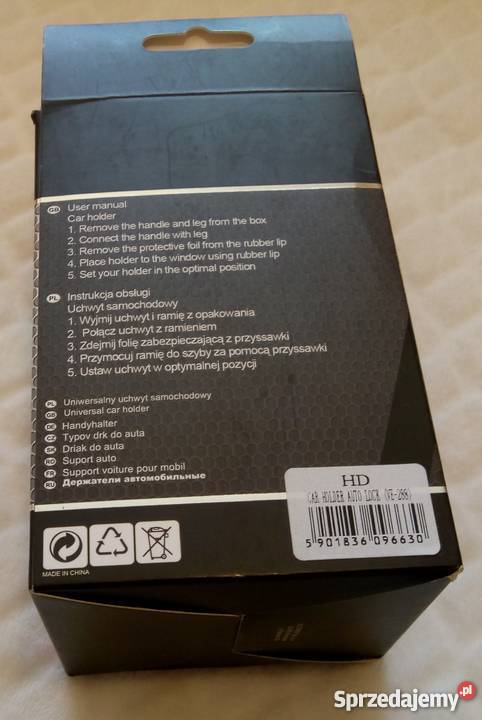 GB User manual
Car holder
1. Remove the handle and leg from the box
2. Connect the handle with leg
3. Remove the protective foil from the rubber lip
4. Place holder to the window using rubber lip
5. Set your holder in the optimal position
PL Instrukcja obsługi
Uchwyt samochodowy
1. Wyjmij uchwyt i ramię z opakowania
2. Połącz uchwyt z ramieniem
3. Zdejmij folię zabezpieczającą z przyssawki
4. Przymocuj ramię do szyby za pomocą przyssawki
5. Ustaw uchwyt w optymalnej pozycji
PL Uniwersalny uchwyt samochodowy
GB Universal car holder
DE Handyhalter
CZ Typov drk do auta
SK Driak do auta
RO Suport auto
FR Support voiture pour mobil
RU Держатели автомобильные
HD
CAR HOLDER AUTO LOCK (VE-288)
5 901836 096630
MADE IN CHINA
Sprzedajemy.pl